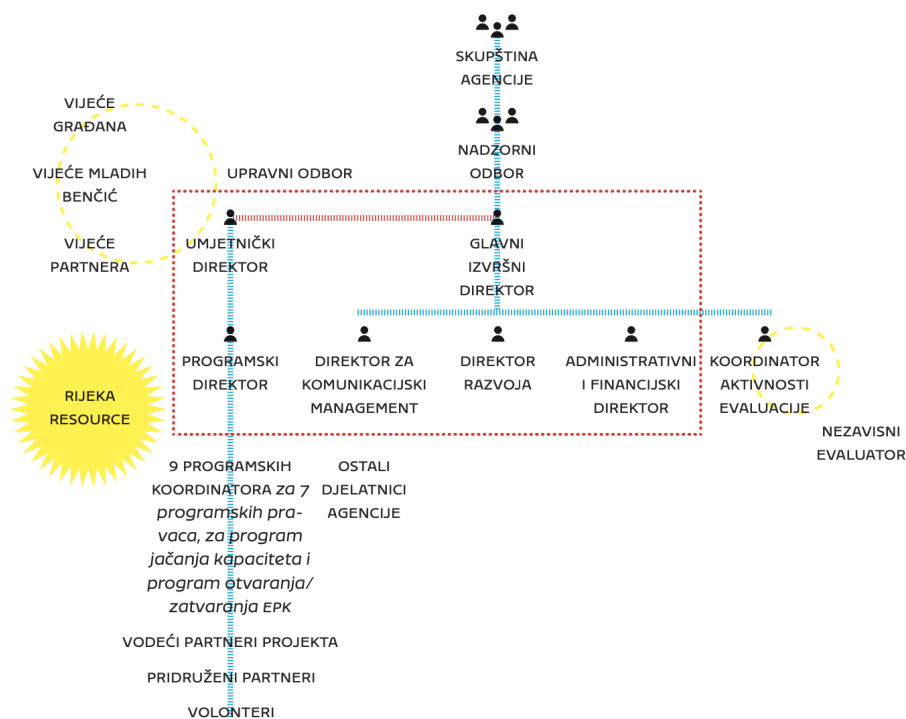 SKUPŠTINA
AGENCIJE
VIJEĆE
GRAĐANA
VIJEĆE MLADIH
BENČIĆ
VIJEĆE
PARTNERA
NADZORNI
ODBOR
UPRAVNI ODBOR
UMJETNIČKI
DIREKTOR
GLAVNI
IZVRŠNI
DIREKTOR
PROGRAMSKI
DIREKTOR
DIREKTOR ZA
KOMUNIKACIJSKI
MANAGEMENT
DIREKTOR
RAZVOJA
ADMINISTRATIVNI
I FINANCIJSKI
DIREKTOR
KOORDINATOR
AKTIVNOSTI
EVALUACIJE
NEZAVISNI
EVALUATOR
RIJEKA
RESOURCE
9 PROGRAMSKIH
KOORDINATORA za 7
programskih pra-
vaca, za program
jačanja kapaciteta i
program otvaranja/
zatvaranja EPK
OSTALI
DJELATNICI
AGENCIJE
VODEĆI PARTNERI PROJEKTA
PRIDRUŽENI PARTNERI
VOLONTERI